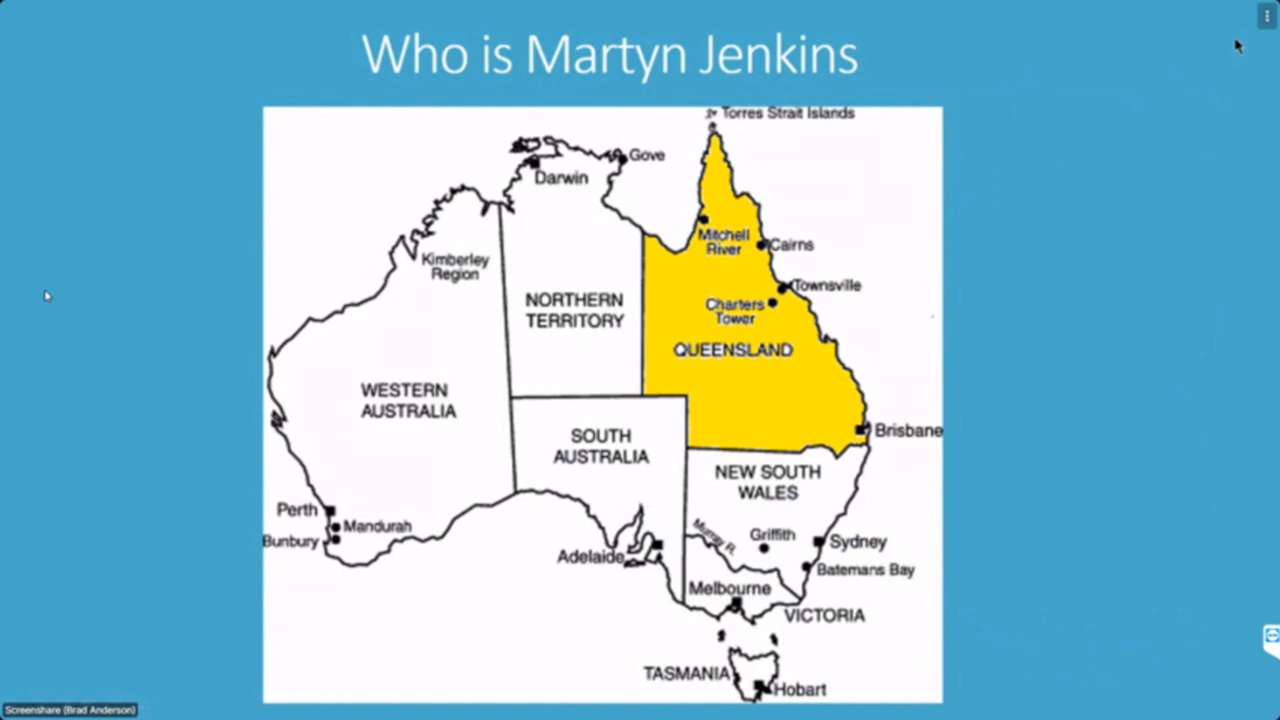 Who is Martyn Jenkins
Torres Strait Islands
Gove
Darwin
Mitchell
River
Cairns
Kimberley
Region
Townsville
Charters
Tower
NORTHERN
TERRITORY
QUEENSLAND
WESTERN
AUSTRALIA
SOUTH
AUSTRALIA
Brisbane
NEW SOUTH
WALES
Perth
Mandurah
Bunbury
Murray R.
Griffith
Sydney
Adelaide
Batemans Bay
Melbourne
VICTORIA
TASMANIA
Hobart
Screenshare (Brad Anderson)